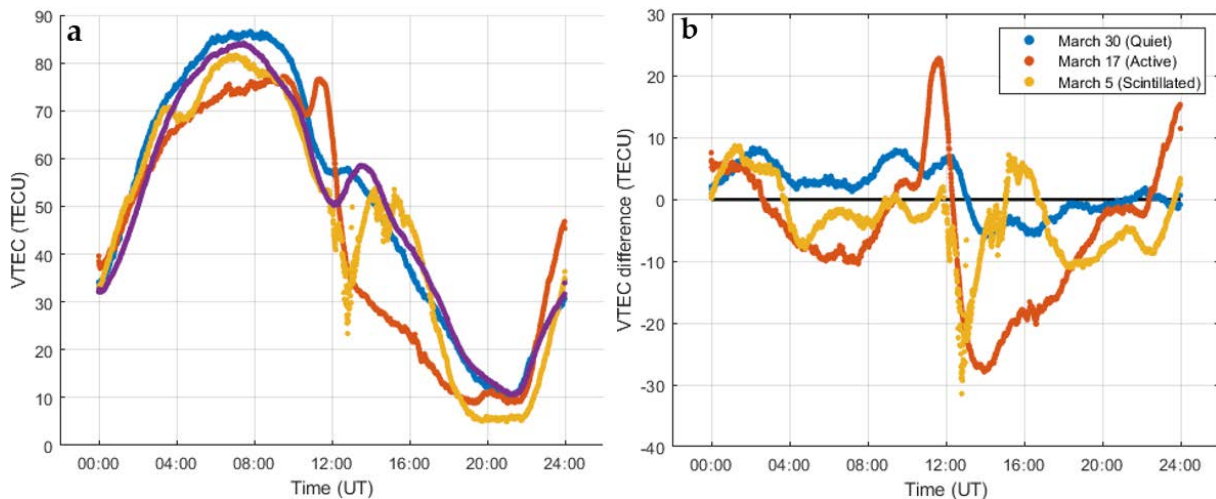 a
VTEC (TECU)
90
80
70
60
50
40
30
20
10
0
00:00 04:00 08:00 12:00 16:00 20:00 24:00
Time (UT)
b
March 30 (Quiet)
March 17 (Active)
March 5 (Scintillated)
VTEC difference (TECU)
30
20
10
0
-10
-20
-30
-40
00:00 04:00 08:00 12:00 16:00 20:00 24:00
Time (UT)